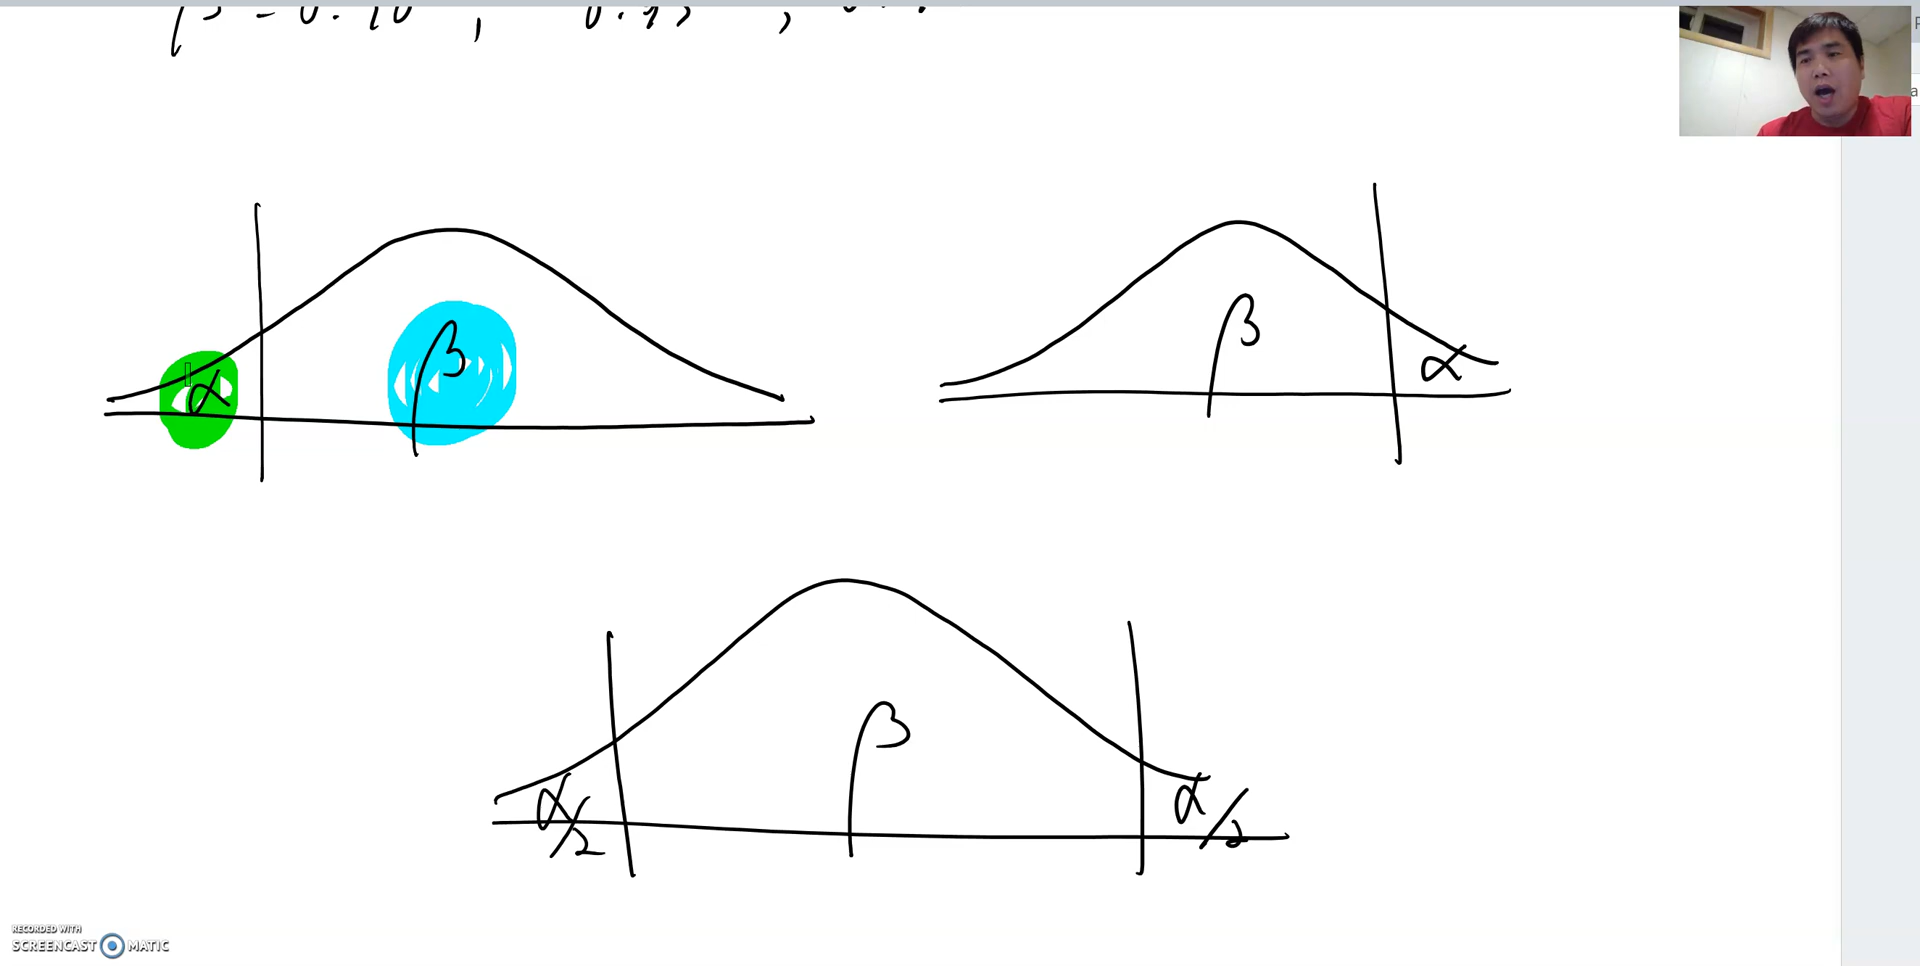 β α
β α
β
α/2 α/2
RECORDED WITH
SCREENCAST MATIC